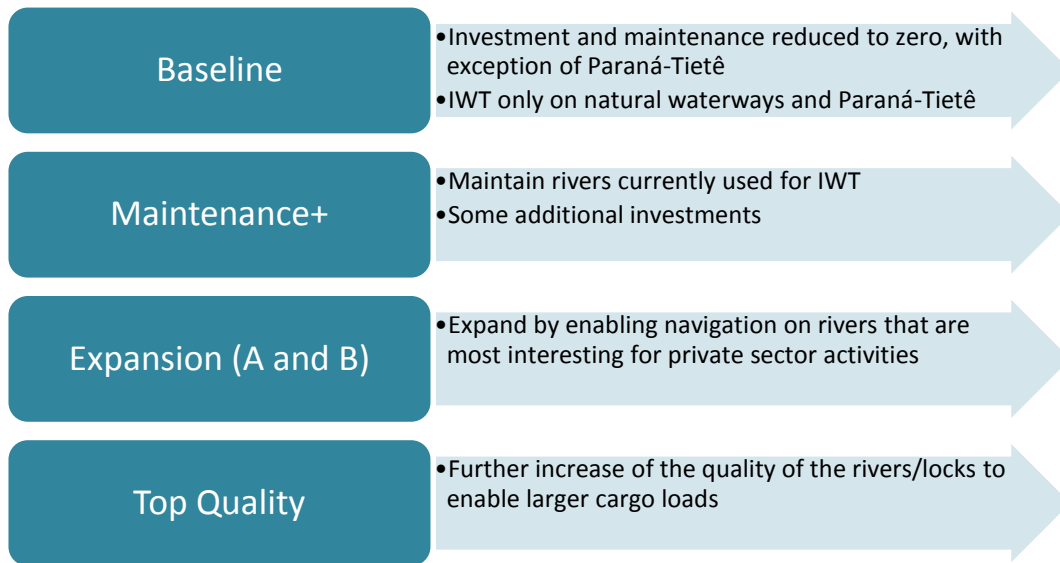 Baseline
•Investment and maintenance reduced to zero, with
exception of Paraná-Tietê
•IWT only on natural waterways and Paraná-Tietê
Maintenance+
•Maintain rivers currently used for IWT
•Some additional investments
Expansion (A and B)
•Expand by enabling navigation on rivers that are
most interesting for private sector activities
Top Quality
•Further increase of the quality of the rivers/locks to
enable larger cargo loads